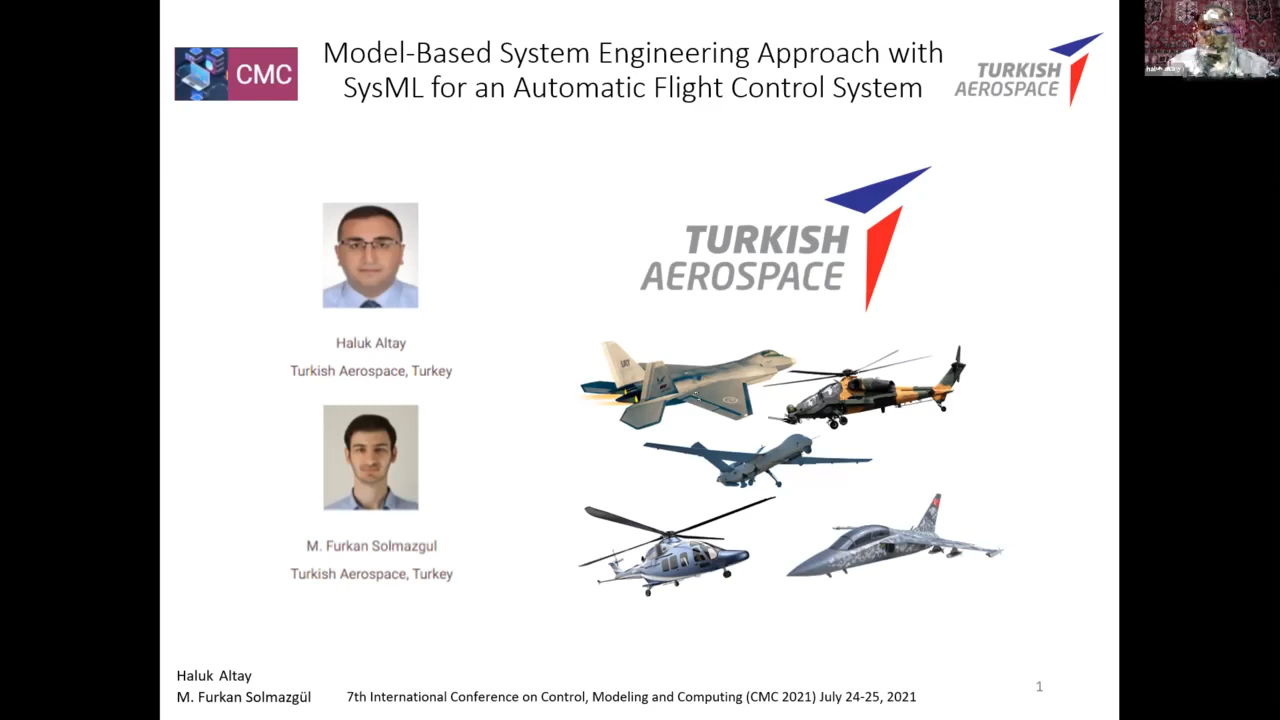 CMC
Model-Based System Engineering Approach with
SysML for an Automatic Flight Control System
TURKISH
AEROSPACE
haluk altay
TURKISH
AEROSPACE
Haluk Altay
Turkish Aerospace, Turkey
M. Furkan Solmazgul
Turkish Aerospace, Turkey
Haluk Altay
M. Furkan Solmazgül
7th International Conference on Control, Modeling and Computing (CMC 2021) July 24-25, 2021
1